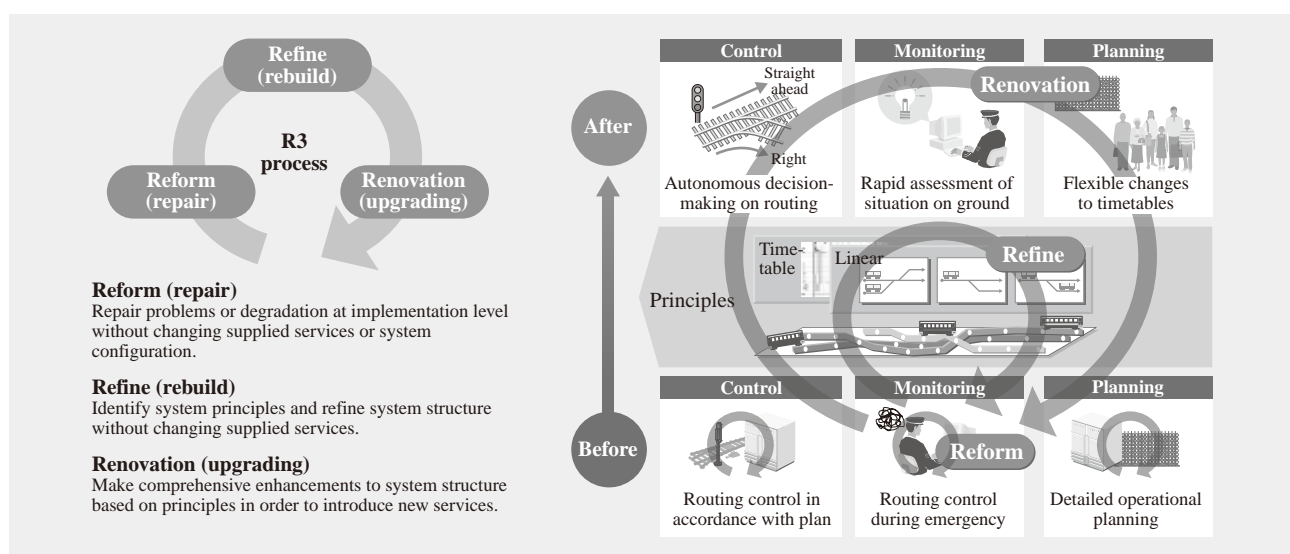 Refine
(rebuild)
R3
process
Reform
(repair)
Renovation
(upgrading)
Reform (repair)
Repair problems or degradation at implementation level
without changing supplied services or system
configuration.
Refine (rebuild)
Identify system principles and refine system structure
without changing supplied services.
Renovation (upgrading)
Make comprehensive enhancements to system structure
based on principles in order to introduce new services.
After
Before
Control
Straight
ahead
Right
Autonomous decision-
making on routing
Monitoring
Rapid assessment of
situation on ground
Planning
Renovation
Flexible changes
to timetables
Principles
Time-
table
Linear
Refine
Control
Routing control in
accordance with plan
Monitoring
Reform
Routing control
during emergency
Planning
Detailed operational
planning